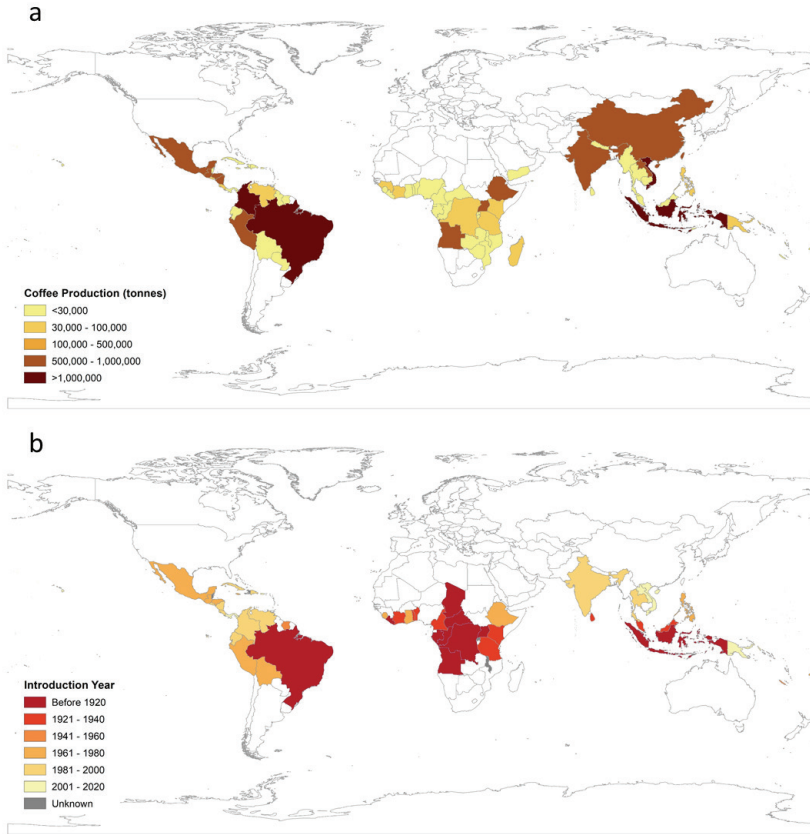 a
Coffee Production (tonnes)
<30,000
30,000 - 100,000
100,000 - 500,000
500,000 - 1,000,000
>1,000,000
b
Introduction Year
Before 1920
1921 - 1940
1941 - 1960
1961 - 1980
1981 - 2000
2001 - 2020
Unknown